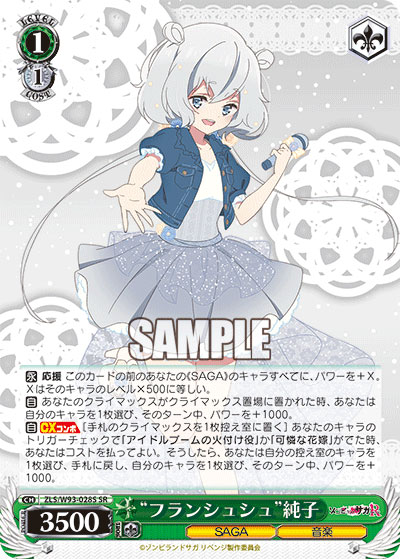 LEVEL
1
1
COST
SAMPLE
永 応援 このカードの前のあなたの《SAGA》のキャラすべてに、パワーを＋X。
Xはそのキャラのレベル×500に等しい。
自 あなたのクライマックスがクライマックス置場に置かれた時、あなたは
自分のキャラを1枚選び、そのターン中、パワーを＋1000。
自 CXコンボ [手札のクライマックスを1枚控え室に置く] あなたのキャラの
トリガーチェックで「アイドルブームの火付け役」か「可憐な花嫁」がでた時、
あなたはコストを払ってよい。そうしたら、あなたは自分の控え室のキャラ
を1枚選び、手札に戻し、自分のキャラを1枚選び、そのターン中、パワーを
＋1000。
CH ZLS/W93-028S SR
3500
“フランシュシュ”純子
SAGA
音楽
©ゾンビランドサガ リベンジ製作委員会